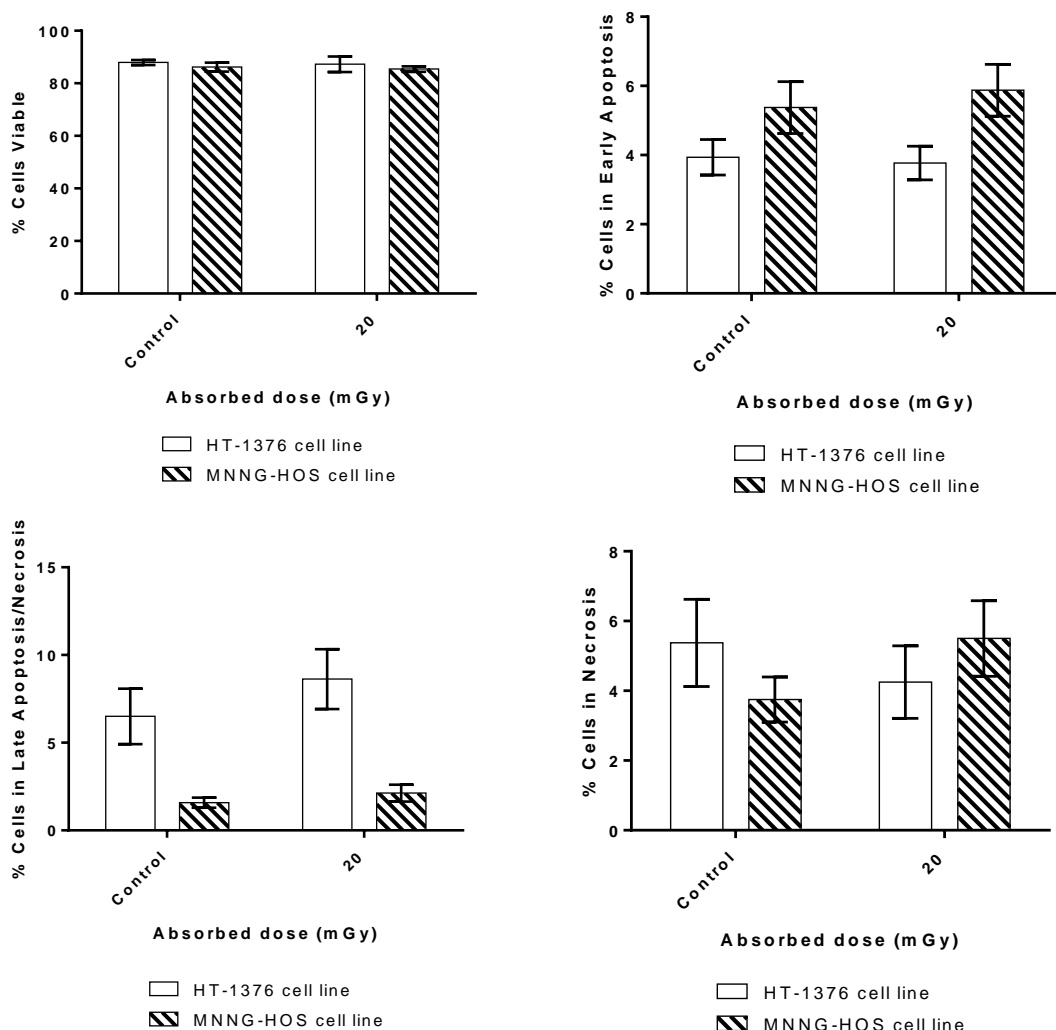 % Cells Viable
100
80
60
40
20
0
Control
20
Absorbed dose (mGy)
HT-1376 cell line
MNNG-HOS cell line
% Cells in Early Apoptosis
8
6
4
2
0
Control
20
Absorbed dose (mGy)
HT-1376 cell line
MNNG-HOS cell line
% Cells in Late Apoptosis/Necrosis
15
10
5
0
Control
20
Absorbed dose (mGy)
HT-1376 cell line
MNNG-HOS cell line
% Cells in Necrosis
8
6
4
2
0
Control
20
Absorbed dose (mGy)
HT-1376 cell line
MNNG-HOS cell line